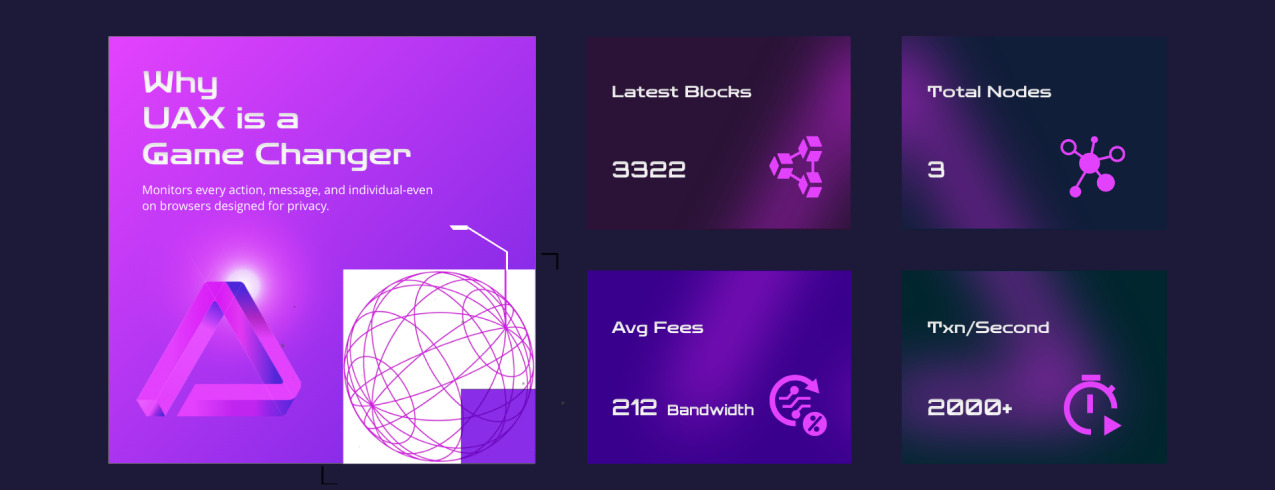 Why
UAX is a
Game Changer
Monitors every action, message, and individual-even
on browsers designed for privacy.
Latest Blocks
3322
Total Nodes
3
Avg Fees
212 Bandwidth
Txn/Second
2000+